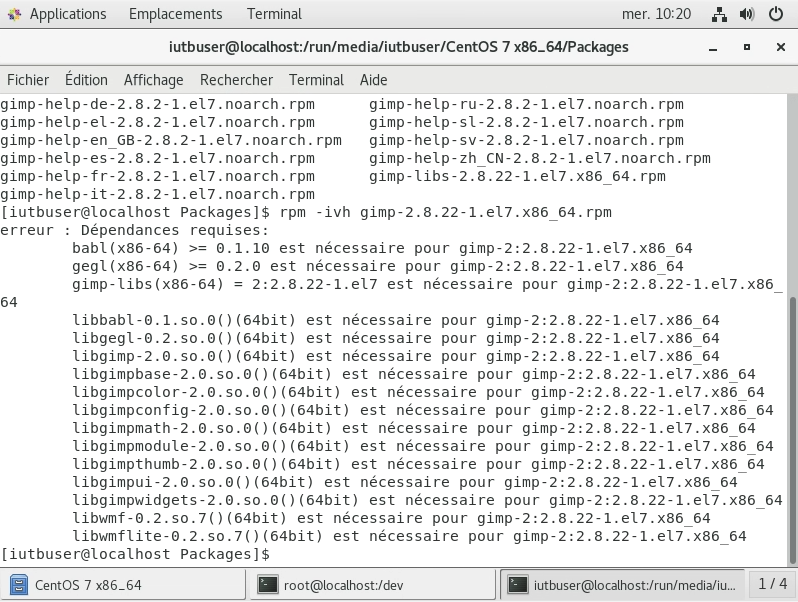 Applications Emplacements Terminal mer. 10:20
iutbuser@localhost:/run/media/iutbuser/CentOS 7 x86_64/Packages
Fichier Édition Affichage Rechercher Terminal Aide
gimp-help-de-2.8.2-1.el7.noarch.rpm gimp-help-ru-2.8.2-1.el7.noarch.rpm
gimp-help-el-2.8.2-1.el7.noarch.rpm gimp-help-sl-2.8.2-1.el7.noarch.rpm
gimp-help-en_GB-2.8.2-1.el7.noarch.rpm gimp-help-sv-2.8.2-1.el7.noarch.rpm
gimp-help-es-2.8.2-1.el7.noarch.rpm gimp-help-zh_CN-2.8.2-1.el7.noarch.rpm
gimp-help-fr-2.8.2-1.el7.noarch.rpm gimp-libs-2.8.22-1.el7.x86_64.rpm
gimp-help-it-2.8.2-1.el7.noarch.rpm
[iutbuser@localhost Packages]$ rpm -ivh gimp-2.8.22-1.el7.x86_64.rpm
erreur : Dépendances requises:
babl(x86-64) >= 0.1.10 est nécessaire pour gimp-2:2.8.22-1.el7.x86_64
gegl(x86-64) >= 0.2.0 est nécessaire pour gimp-2:2.8.22-1.el7.x86_64
gimp-libs(x86-64) = 2:2.8.22-1.el7 est nécessaire pour gimp-2:2.8.22-1.el7.x86_
64
libbabl-0.1.so.0()(64bit) est nécessaire pour gimp-2:2.8.22-1.el7.x86_64
libgegl-0.2.so.0()(64bit) est nécessaire pour gimp-2:2.8.22-1.el7.x86_64
libgimp-2.0.so.0()(64bit) est nécessaire pour gimp-2:2.8.22-1.el7.x86_64
libgimpbase-2.0.so.0()(64bit) est nécessaire pour gimp-2:2.8.22-1.el7.x86_64
libgimpcolor-2.0.so.0()(64bit) est nécessaire pour gimp-2:2.8.22-1.el7.x86_64
libgimpconfig-2.0.so.0()(64bit) est nécessaire pour gimp-2:2.8.22-1.el7.x86_64
libgimpmath-2.0.so.0()(64bit) est nécessaire pour gimp-2:2.8.22-1.el7.x86_64
libgimpmodule-2.0.so.0()(64bit) est nécessaire pour gimp-2:2.8.22-1.el7.x86_64
libgimpthumb-2.0.so.0()(64bit) est nécessaire pour gimp-2:2.8.22-1.el7.x86_64
libgimpui-2.0.so.0()(64bit) est nécessaire pour gimp-2:2.8.22-1.el7.x86_64
libgimpwidgets-2.0.so.0()(64bit) est nécessaire pour gimp-2:2.8.22-1.el7.x86_64
libwmf-0.2.so.7()(64bit) est nécessaire pour gimp-2:2.8.22-1.el7.x86_64
libwmflite-0.2.so.7()(64bit) est nécessaire pour gimp-2:2.8.22-1.el7.x86_64
[iutbuser@localhost Packages]$
CentOS 7 x86_64 root@localhost:/dev iutbuser@localhost:/run/media/iu... 1 / 4